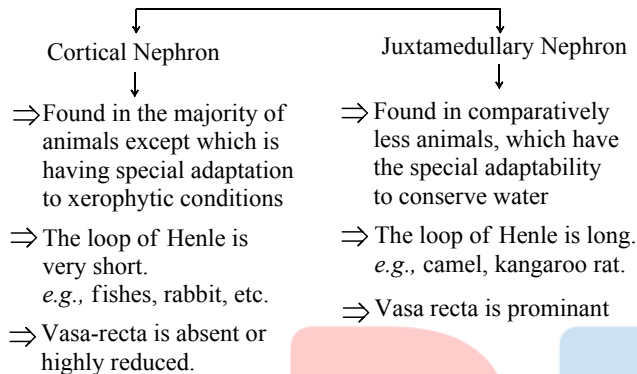 Cortical Nephron
⇒ Found in the majority of
animals except which is
having special adaptation
to xerophytic conditions
⇒ The loop of Henle is
very short.
e.g., fishes, rabbit, etc.
⇒ Vasa-recta is absent or
highly reduced.
Juxtamedullary Nephron
⇒ Found in comparatively
less animals, which have
the special adaptability
to conserve water
⇒ The loop of Henle is long.
e.g., camel, kangaroo rat.
⇒ Vasa recta is prominant